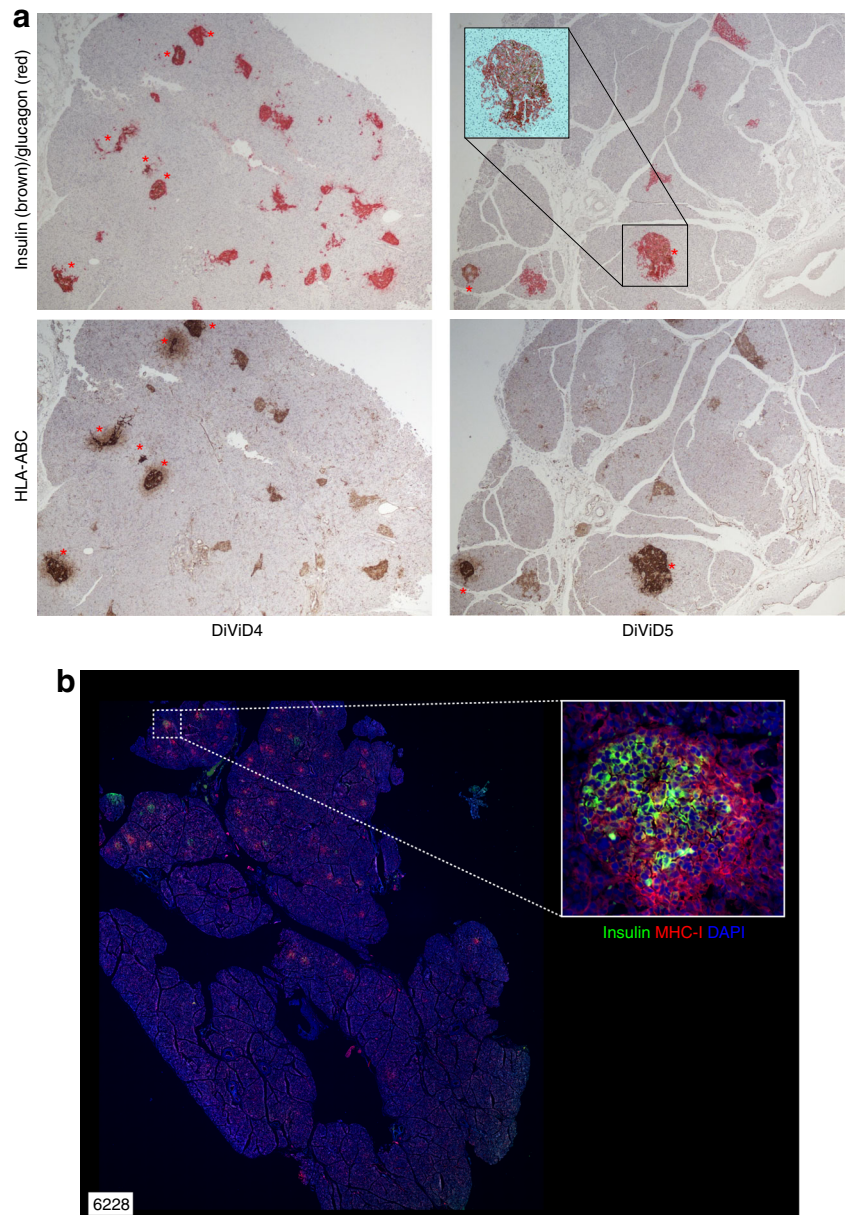 a
Insulin (brown)/glucagon (red)
HLA-ABC
DiViD4
DiViD5
b
Insulin MHC-I DAPI
6228